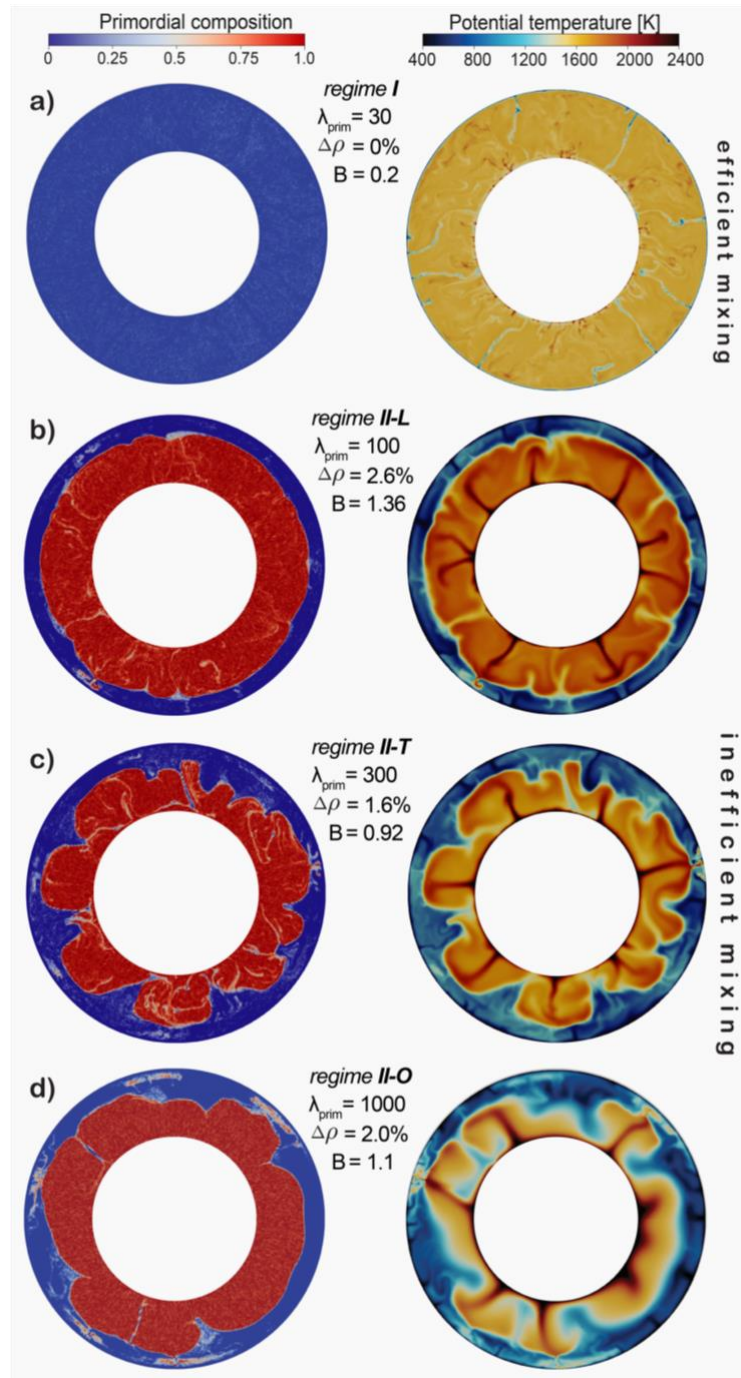 Primordial composition
0 0.25 0.5 0.75 1.0
Potential temperature [K]
400 800 1200 1600 2000 2400
a)
regime I
λprim = 30
Δρ = 0%
B = 0.2
efficient mixing
b)
regime II-L
λprim = 100
Δρ = 2.6%
B = 1.36
c)
regime II-T
λprim = 300
Δρ = 1.6%
B = 0.92
inefficient mixing
d)
regime II-O
λprim = 1000
Δρ = 2.0%
B = 1.1